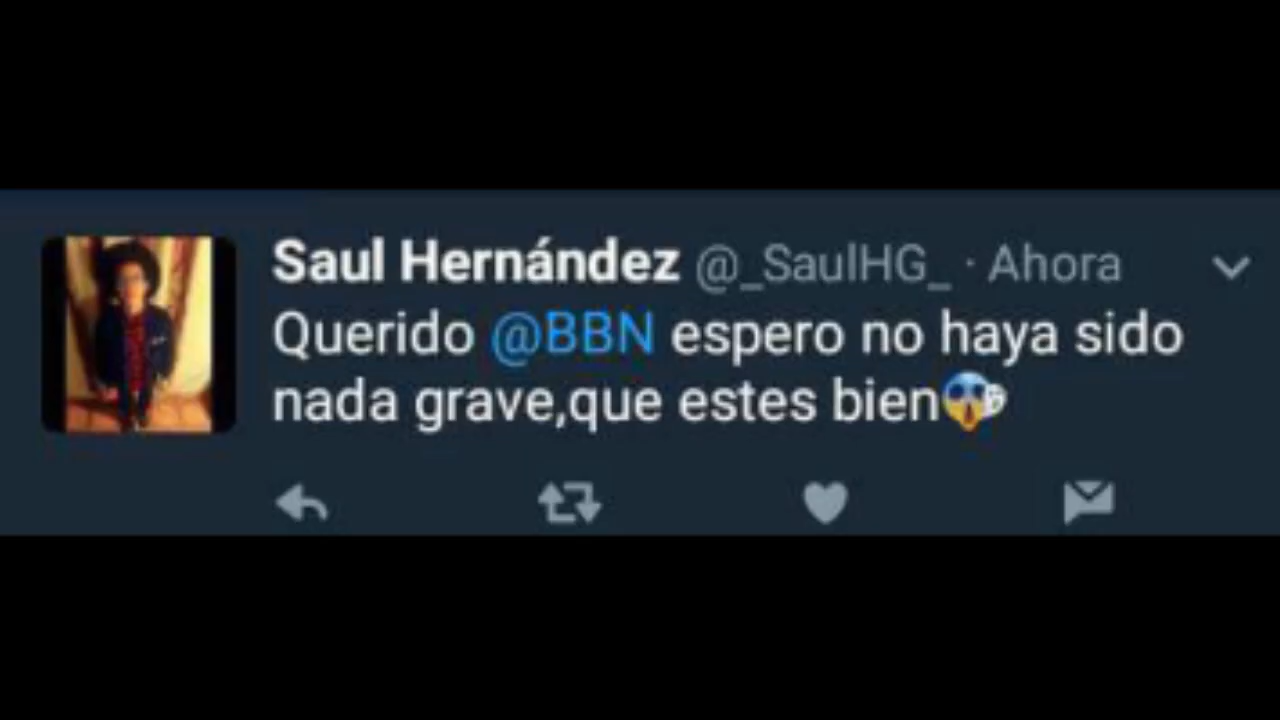 Saul Hernández @_SaulHG_ · Ahora
Querido @BBN espero no haya sido
nada grave,que estes bien😱